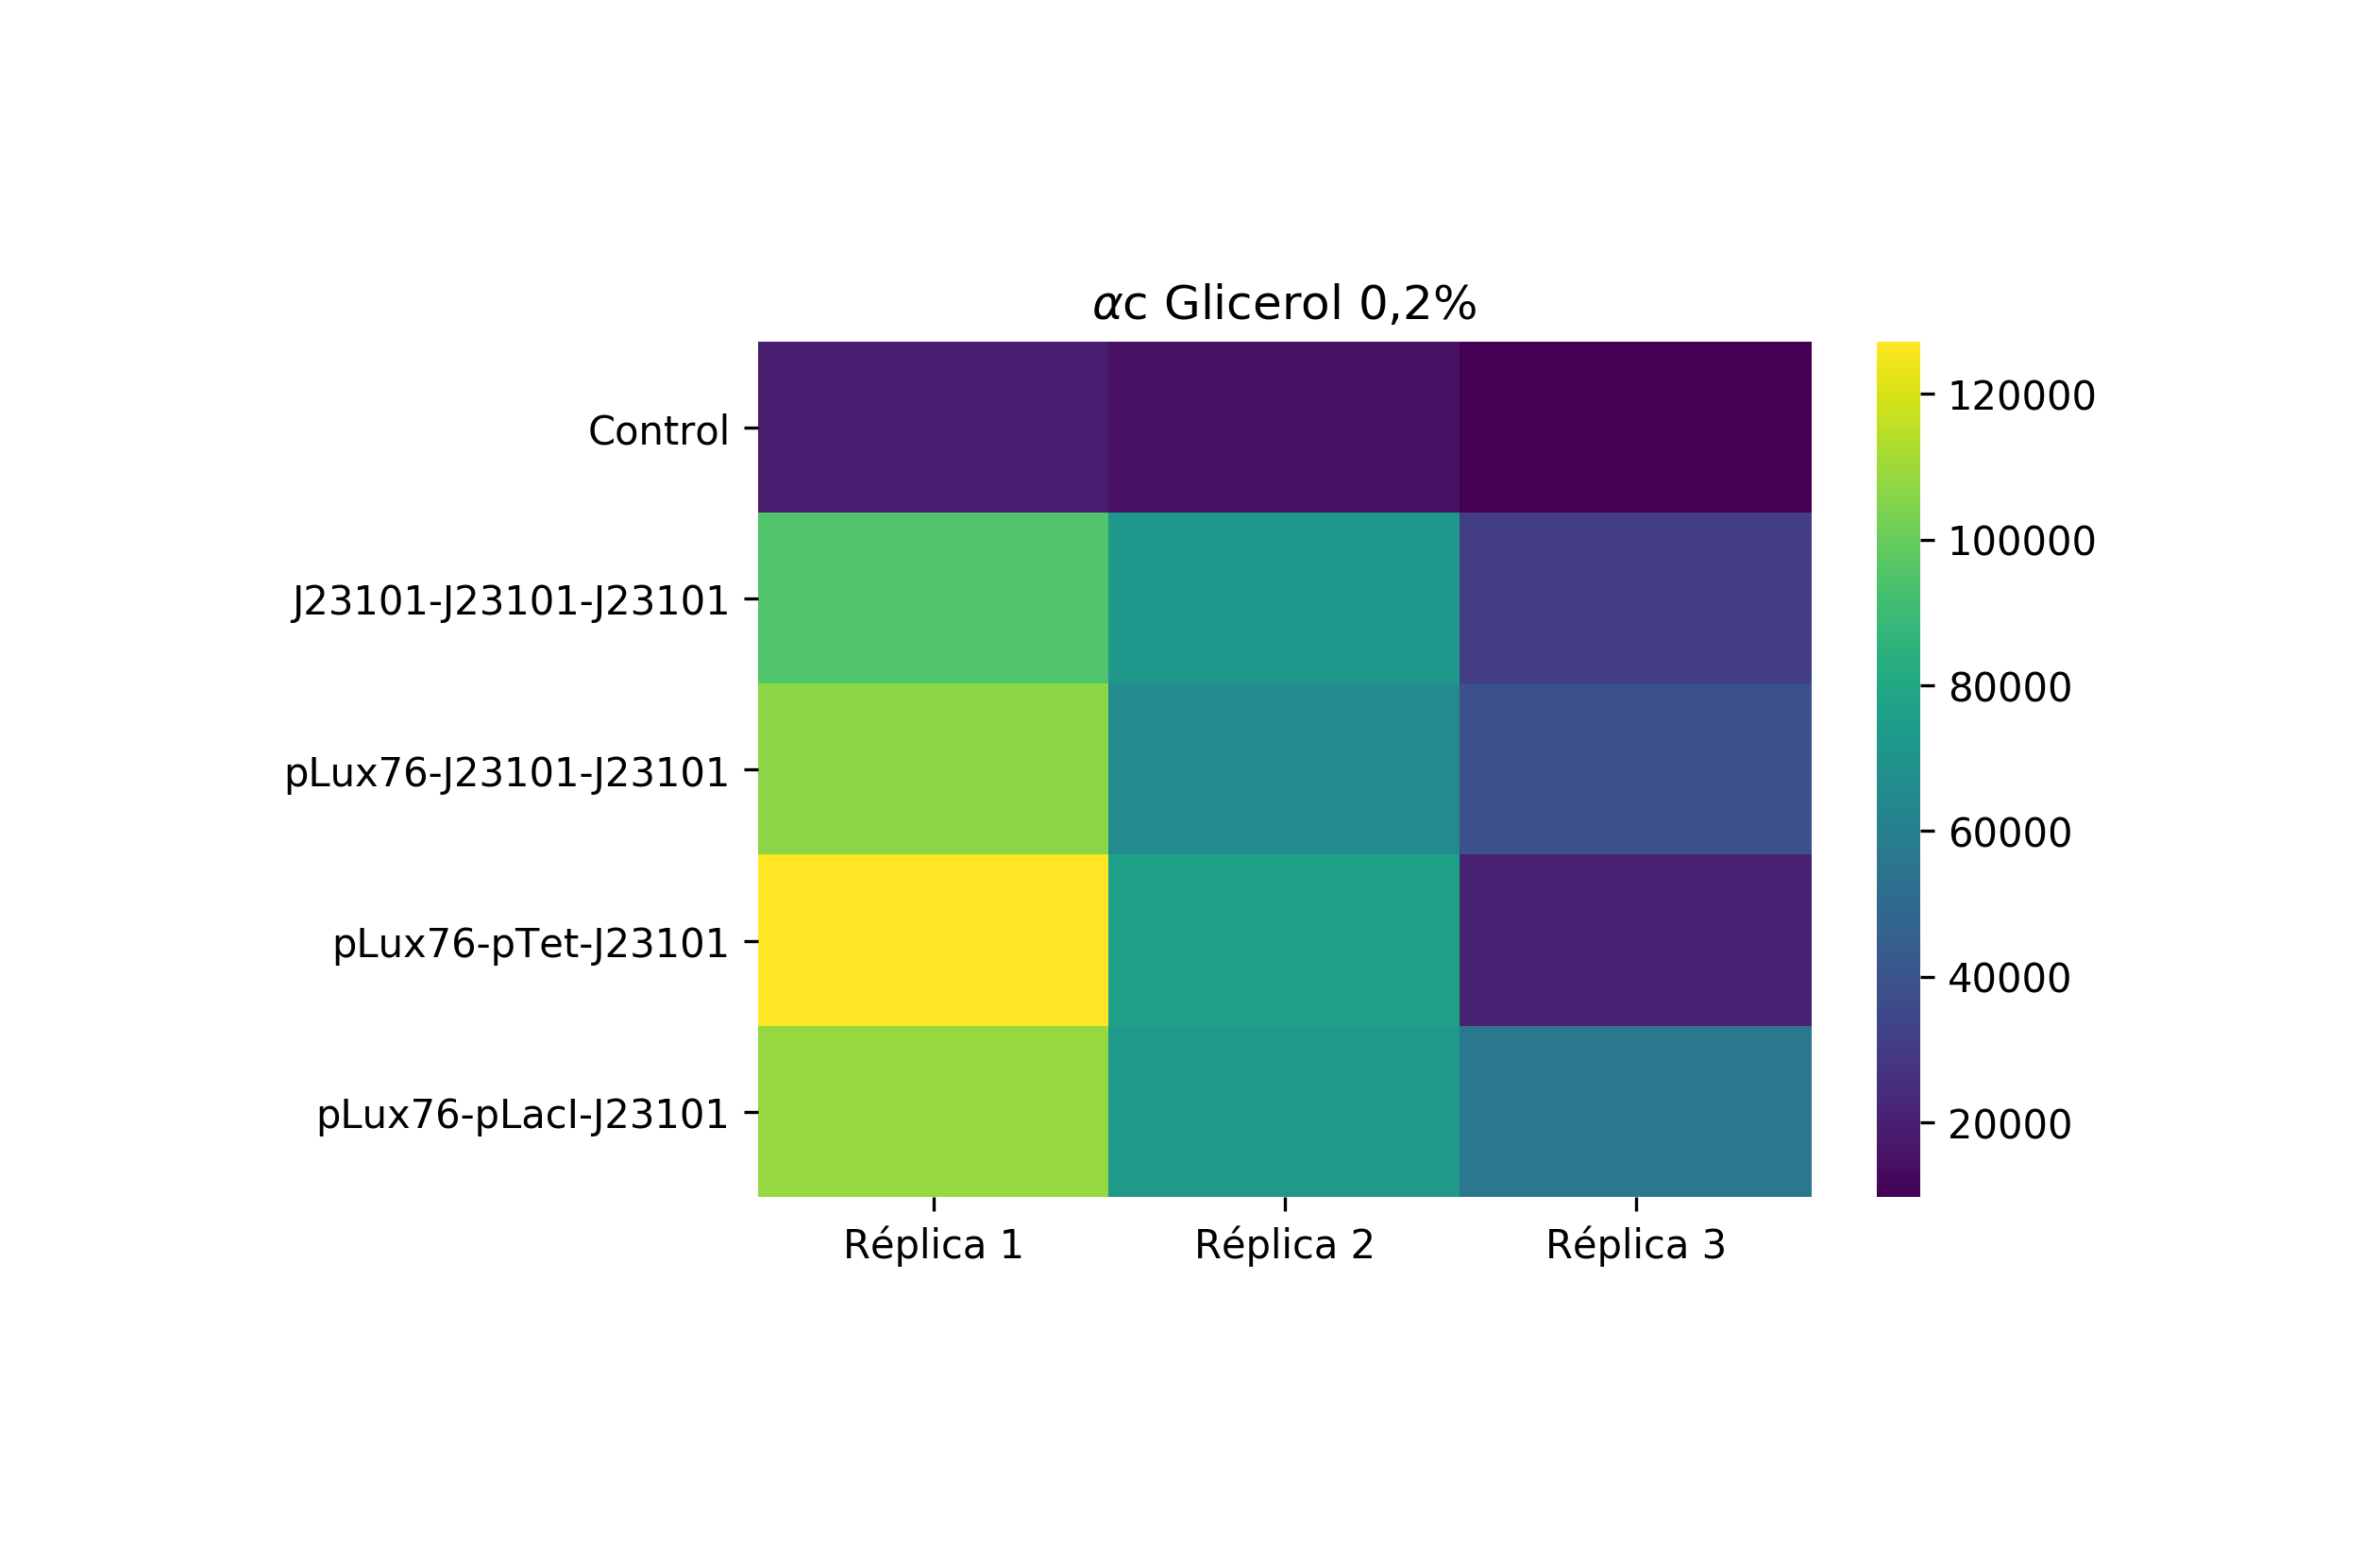 αc Glicerol 0,2%
Control
J23101-J23101-J23101
pLux76-J23101-J23101
pLux76-pTet-J23101
pLux76-pLacI-J23101
Réplica 1
Réplica 2
Réplica 3
120000
100000
80000
60000
40000
20000